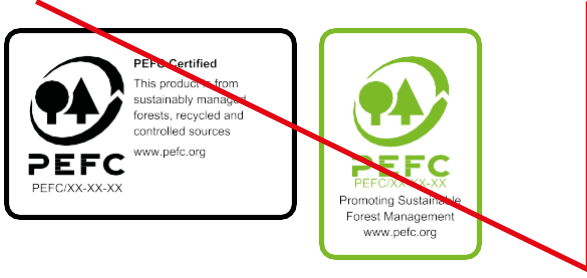 PEFC Certified
This product is from
sustainably managed
forests, recycled and
controlled sources
www.pefc.org
PEFC
PEFC/XX-XX-XX
PEFC
PEFC/XX-XX-XX
Promoting Sustainable
Forest Management
www.pefc.org